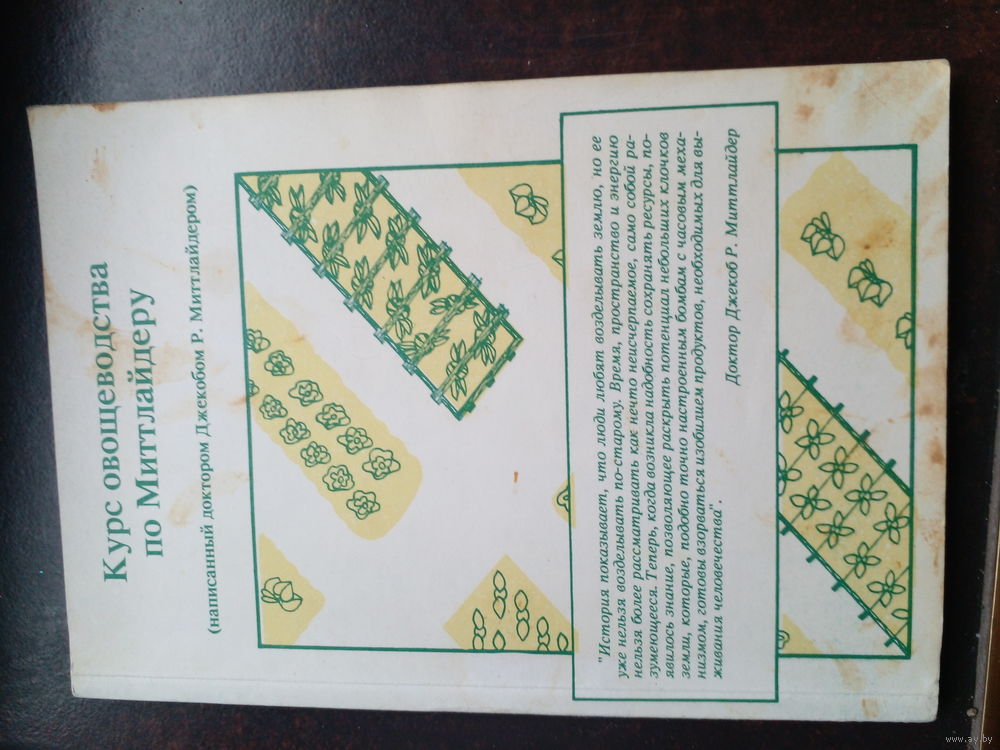 Курс овощеводства
по Миттлайдеру
(написанный доктором Джекобом Р. Миттлайдером)
"История показывает, что люди любят возделывать землю, но ее
уже нельзя возделывать по-старому. Время, пространство и энергию
нельзя более рассматривать как нечто неисчерпаемое, само собой ра-
зумеющееся. Теперь, когда возникла надобность сохранять ресурсы, по-
явилось знание, позволяющее раскрыть потенциал небольших клочков
земли, которые, подобно точно настроенным бомбам с часовым меха-
низмом, готовы взорваться изобилием продуктов, необходимых для вы-
живания человечества".
Доктор Джекоб Р. Миттлайдер
www.ay.by